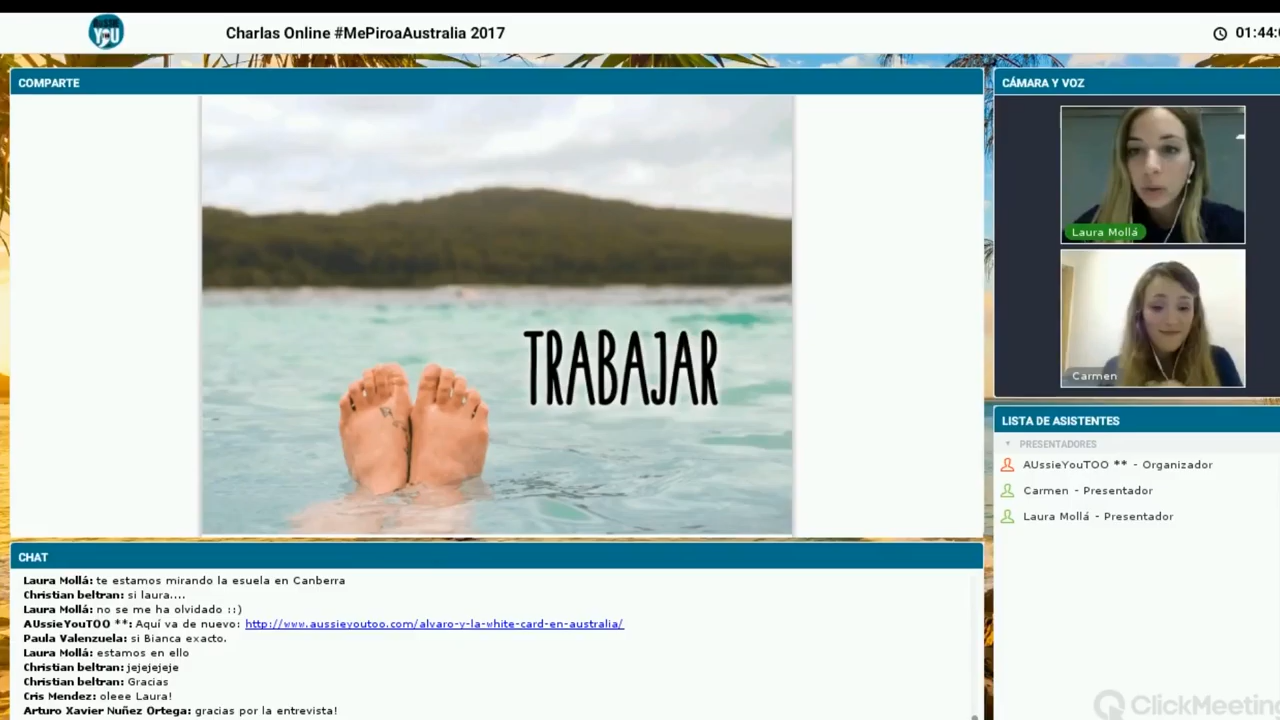 AUSSIE
YOU
Charlas Online #MePiroaAustralia 2017
01:44:0
COMPARTE
TRABAJAR
CÁMARA Y VOZ
Laura Mollá
Carmen
LISTA DE ASISTENTES
PRESENTADORES
AUssieYouTOO ** - Organizador
Carmen - Presentador
Laura Mollá - Presentador
CHAT
Laura Mollá: te estamos mirando la esuela en Canberra
Christian beltran: si laura....
Laura Mollá: no se me ha olvidado ::)
AUssieYouTOO **: Aquí va de nuevo: http://www.aussieyoutoo.com/alvaro-y-la-white-card-en-australia/
Paula Valenzuela: si Bianca exacto.
Laura Mollá: estamos en ello
Christian beltran: jejejejeje
Christian beltran: Gracias
Cris Mendez: oleee Laura!
Arturo Xavier Nuñez Ortega: gracias por la entrevista!
ClickMeeting